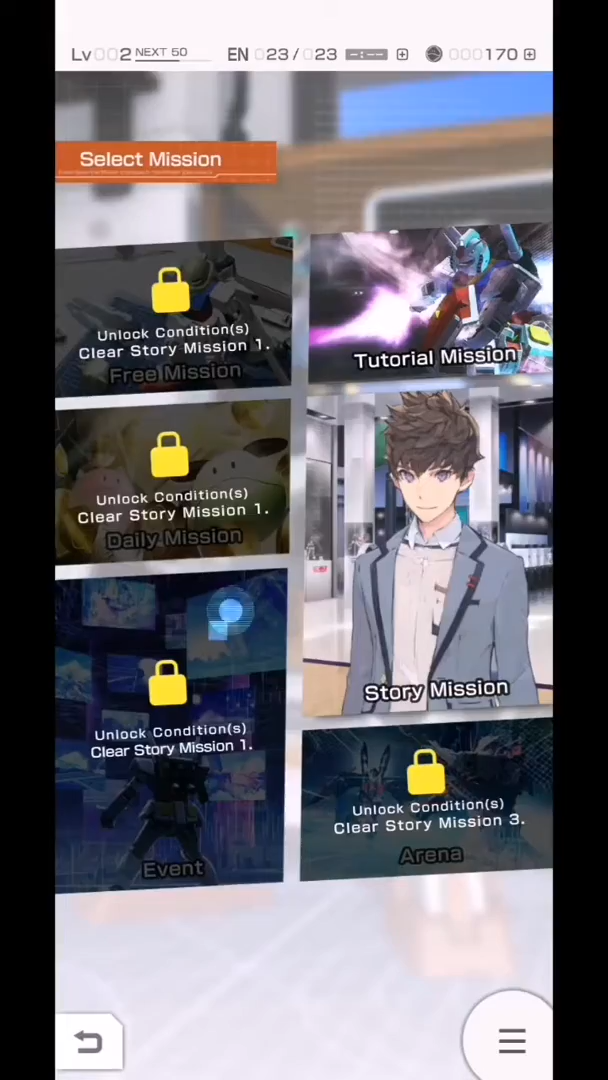 Lv002 NEXT 50 EN 023/023 --:-- 000170
Select Mission
Unlock Condition(s)
Clear Story Mission 1.
Free Mission
Tutorial Mission
Unlock Condition(s)
Clear Story Mission 1.
Daily Mission
Story Mission
Unlock Condition(s)
Clear Story Mission 1.
Event
Unlock Condition(s)
Clear Story Mission 3.
Arena